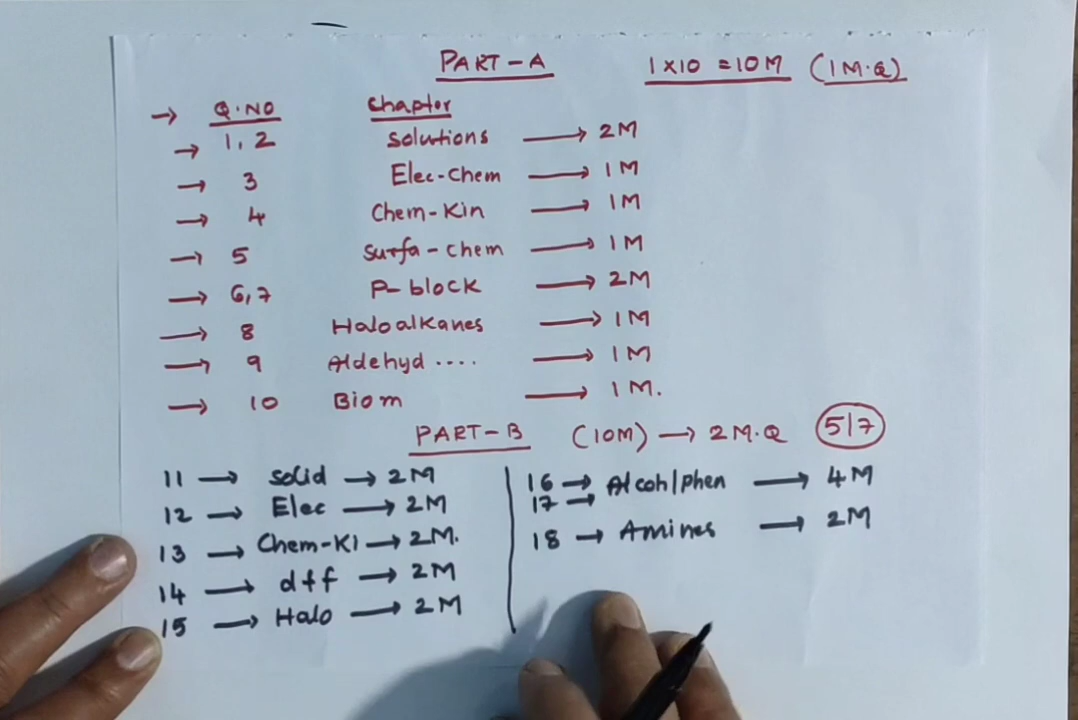 PART-A 1×10 =10M (1M.Q)
→ Q.NO Chapter
→ 1, 2 Solutions → 2M
→ 3 Elec-Chem → 1M
→ 4 Chem-Kin → 1M
→ 5 Surfa-chem → 1M
→ 6,7 P-block → 2M
→ 8 Haloalkanes → 1M
→ 9 Aldehyd .... → 1M
→ 10 Biom → 1M.
PART-B (10M) → 2M.Q 5/7
11 → Solid → 2M
12 → Elec → 2M
13 → Chem-Ki → 2M.
14 → d+f → 2M
15 → Halo → 2M
16 → Alcoh/phen → 4M
17 →
18 → Amines → 2M